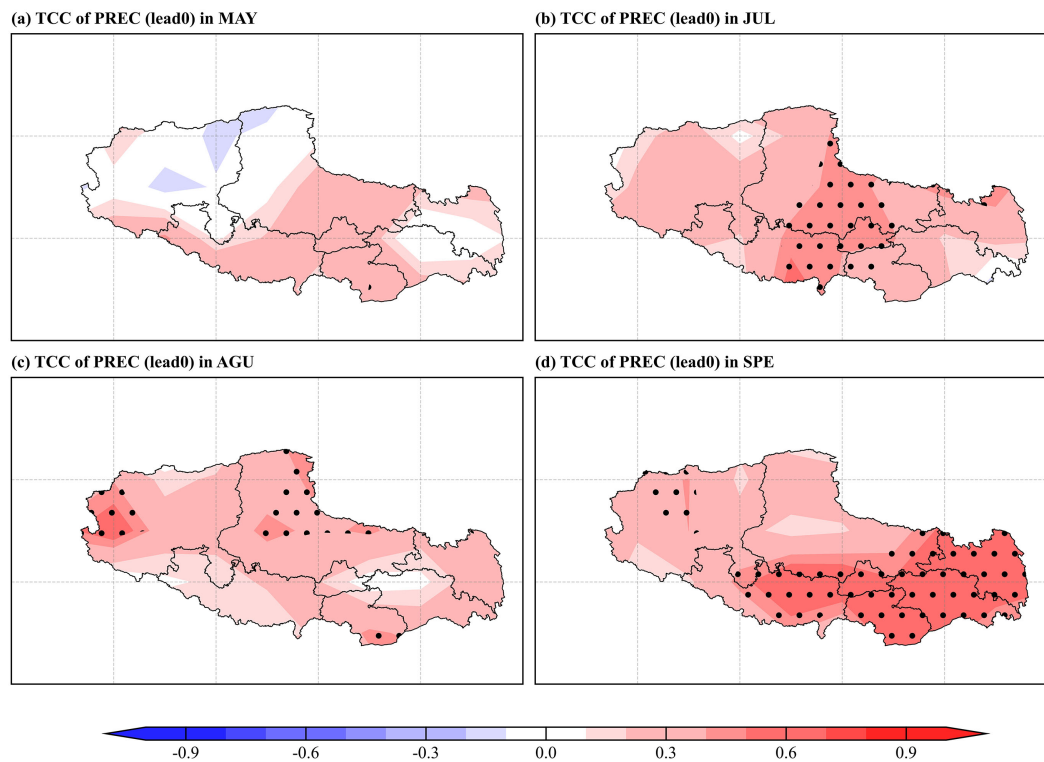 (a) TCC of PREC (lead0) in MAY
(b) TCC of PREC (lead0) in JUL
(c) TCC of PREC (lead0) in AGU
(d) TCC of PREC (lead0) in SPE
-0.9 -0.6 -0.3 0.0 0.3 0.6 0.9